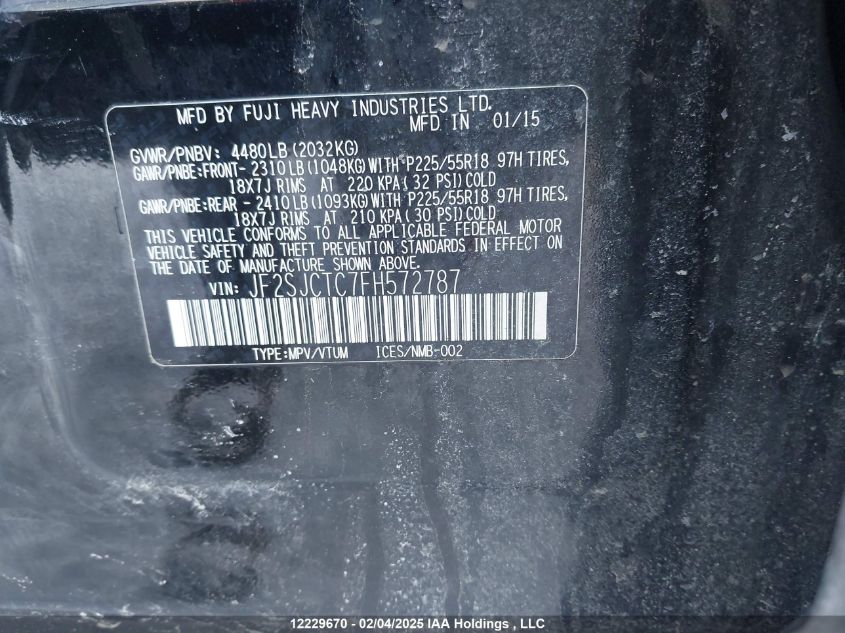 MFD BY FUJI HEAVY INDUSTRIES LTD.
MFD IN 01/15
GVWR/PNBV: 4480LB (2032KG)
GAWR/PNBE:FRONT- 2310LB (1048KG) WITH P225/55R18 97H TIRES,
18X7J RIMS AT 220 KPA( 32 PSI) COLD
GAWR/PNBE:REAR - 2410LB (1093KG) WITH P225/55R18 97H TIRES,
18X7J RIMS AT 210 KPA( 30 PSI) COLD
THIS VEHICLE CONFORMS TO ALL APPLICABLE FEDERAL MOTOR
VEHICLE SAFETY AND THEFT PREVENTION STANDARDS IN EFFECT ON
THE DATE OF MANUFACTURE SHOWN ABOVE.
VIN: JF2SJCTC7FH572787
TYPE:MPV/VTUM ICES/NMB-002
12229670 - 02/04/2025 IAA Holdings , LLC